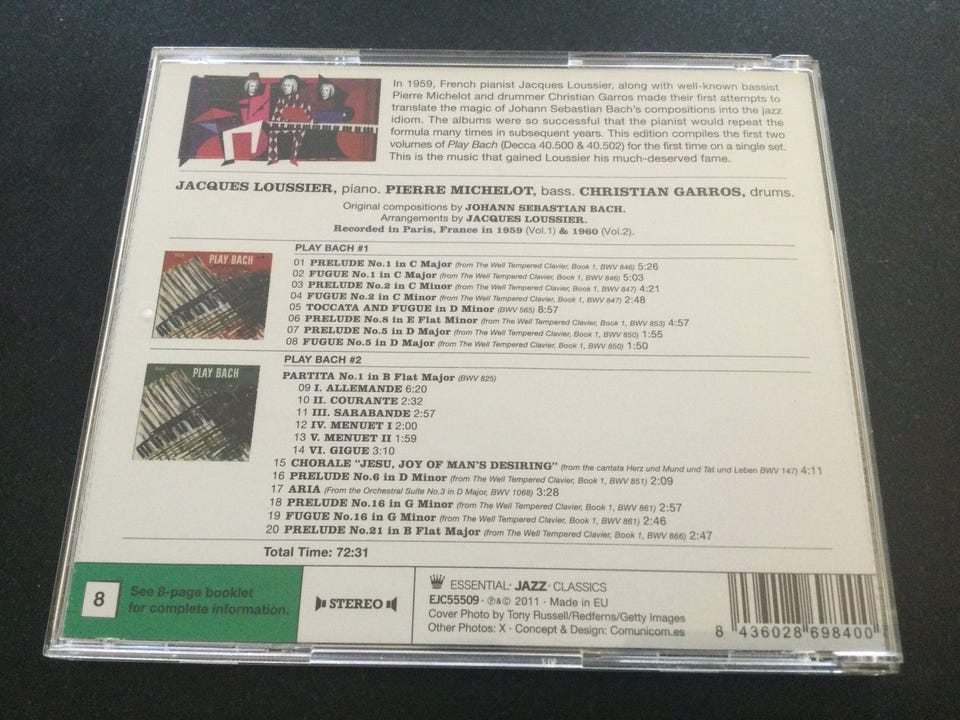 In 1959, French pianist Jacques Loussier, along with well-known bassist
Pierre Michelot and drummer Christian Garros made their first attempts to
translate the magic of Johann Sebastian Bach's compositions into the jazz
idiom. The albums were so successful that the pianist would repeat the
formula many times in subsequent years. This edition compiles the first two
volumes of Play Bach (Decca 40.500 & 40.502) for the first time on a single set.
This is the music that gained Loussier his much-deserved fame.
JACQUES LOUSSIER, piano. PIERRE MICHELOT, bass. CHRISTIAN GARROS, drums.
Original compositions by JOHANN SEBASTIAN BACH.
Arrangements by JACQUES LOUSSIER.
Recorded in Paris, France in 1959 (Vol.1) & 1960 (Vol.2).
PLAY BACH
PLAY BACH #1
01 PRELUDE No.1 in C Major (from The Well Tempered Clavier, Book 1, BWV 846) 5:26
02 FUGUE No.1 in C Major (from The Well Tempered Clavier, Book 1, BWV 846) 5:03
03 PRELUDE No.2 in C Minor (from The Well Tempered Clavier, Book 1, BWV 847) 4:21
04 FUGUE No.2 in C Minor (from The Well Tempered Clavier, Book 1, BWV 847) 2:48
05 TOCCATA AND FUGUE in D Minor (BWV 565) 8:57
06 PRELUDE No.8 in E Flat Minor (from The Well Tempered Clavier, Book 1, BWV 853) 4:57
07 PRELUDE No.5 in D Major (from The Well Tempered Clavier, Book 1, BWV 850) 1:55
08 FUGUE No.5 in D Major (from The Well Tempered Clavier, Book 1, BWV 850) 1:50
PLAY BACH
PLAY BACH #2
PARTITA No.1 in B Flat Major (BWV 825)
09 I. ALLEMANDE 6:20
10 II. COURANTE 2:32
11 III. SARABANDE 2:57
12 IV. MENUET I 2:00
13 V. MENUET II 1:59
14 VI. GIGUE 3:10
15 CHORALE "JESU, JOY OF MAN'S DESIRING" (from the cantata Herz und Mund und Tat und Leben BWV 147) 4:11
16 PRELUDE No.6 in D Minor (from The Well Tempered Clavier, Book 1, BWV 851) 2:09
17 ARIA (From the Orchestral Suite No.3 in D Major, BWV 1068) 3:28
18 PRELUDE No.16 in G Minor (from The Well Tempered Clavier, Book 1, BWV 861) 2:57
19 FUGUE No.16 in G Minor (from The Well Tempered Clavier, Book 1, BWV 861) 2:46
20 PRELUDE No.21 in B Flat Major (from The Well Tempered Clavier, Book 1, BWV 866) 2:47
Total Time: 72:31
8
See 8-page booklet
for complete information.
STEREO
ESSENTIAL · JAZZ · CLASSICS
EJC55509 · ℗&© 2011 · Made in EU
Cover Photo by Tony Russell/Redferns/Getty Images
Other Photos: X · Concept & Design: Comunicom.es
8 436028 698400